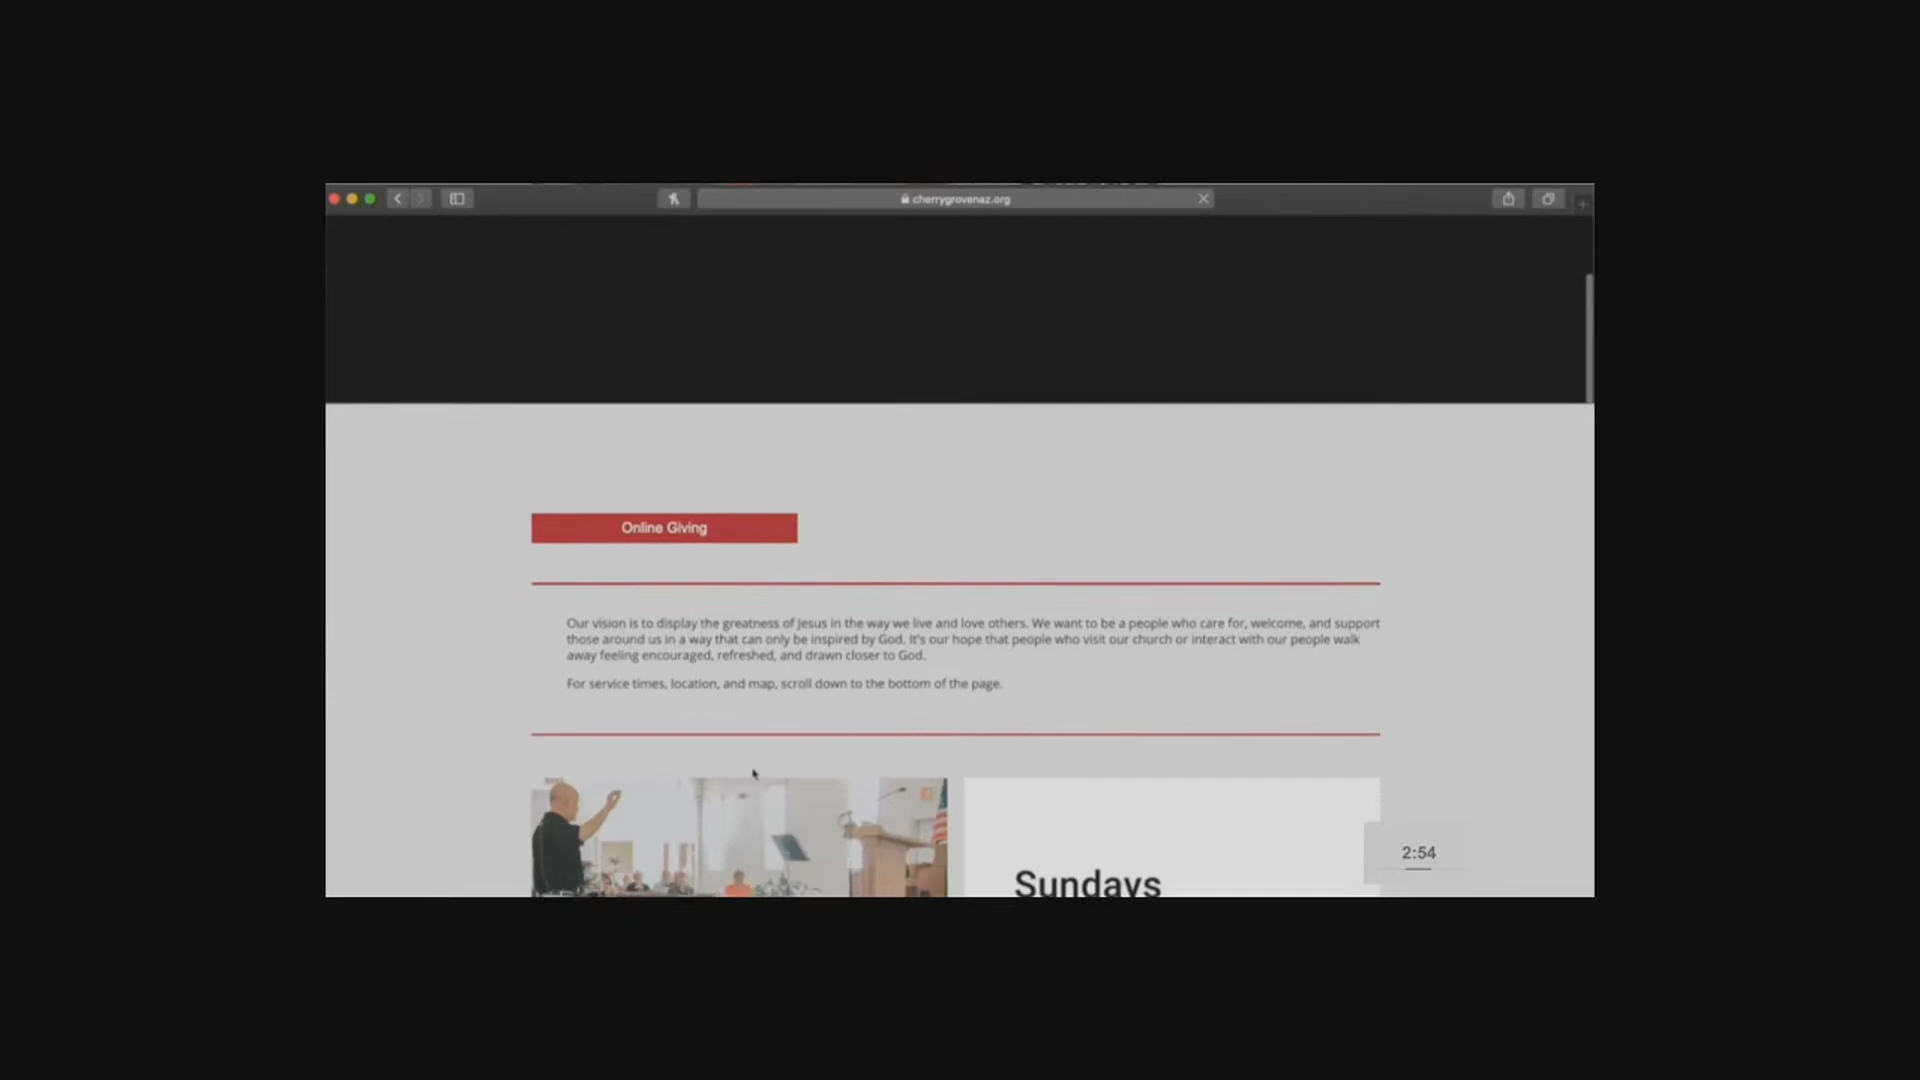 cherrygrovenaz.org
Online Giving
Our vision is to display the greatness of Jesus in the way we live and love others. We want to be a people who care for, welcome, and support
those around us in a way that can only be inspired by God. It's our hope that people who visit our church or interact with our people walk
away feeling encouraged, refreshed, and drawn closer to God.
For service times, location, and map, scroll down to the bottom of the page.
Sundays
2:54